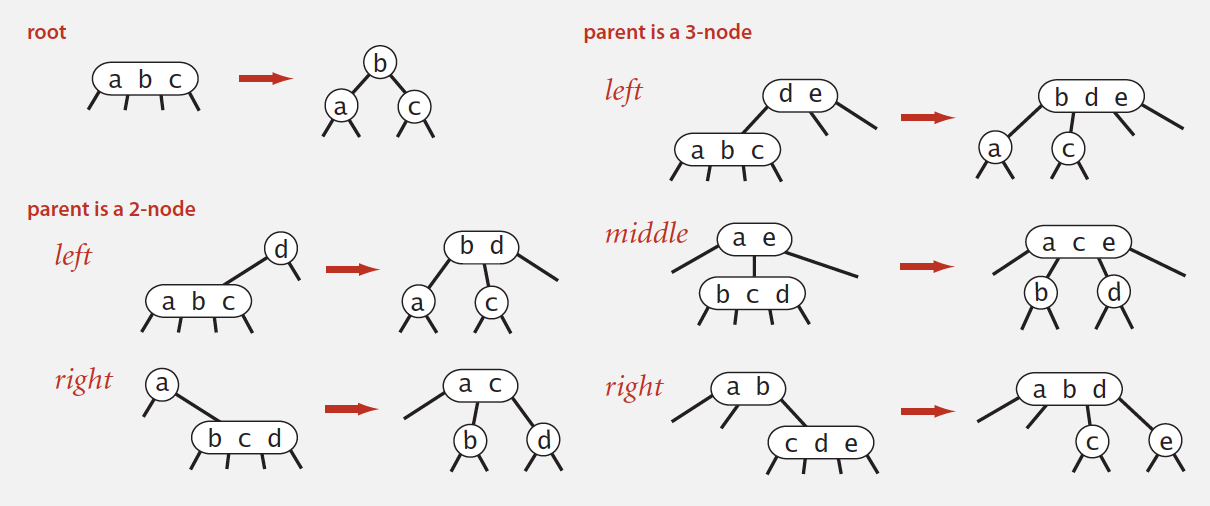 root
a b c
b
a
c
parent is a 2-node
left
d
a b c
b d
a
c
right
a
b c d
a c
b
d
parent is a 3-node
left
d e
a b c
b d e
a
c
middle
a e
b c d
a c e
b
d
right
a b
c d e
a b d
c
e